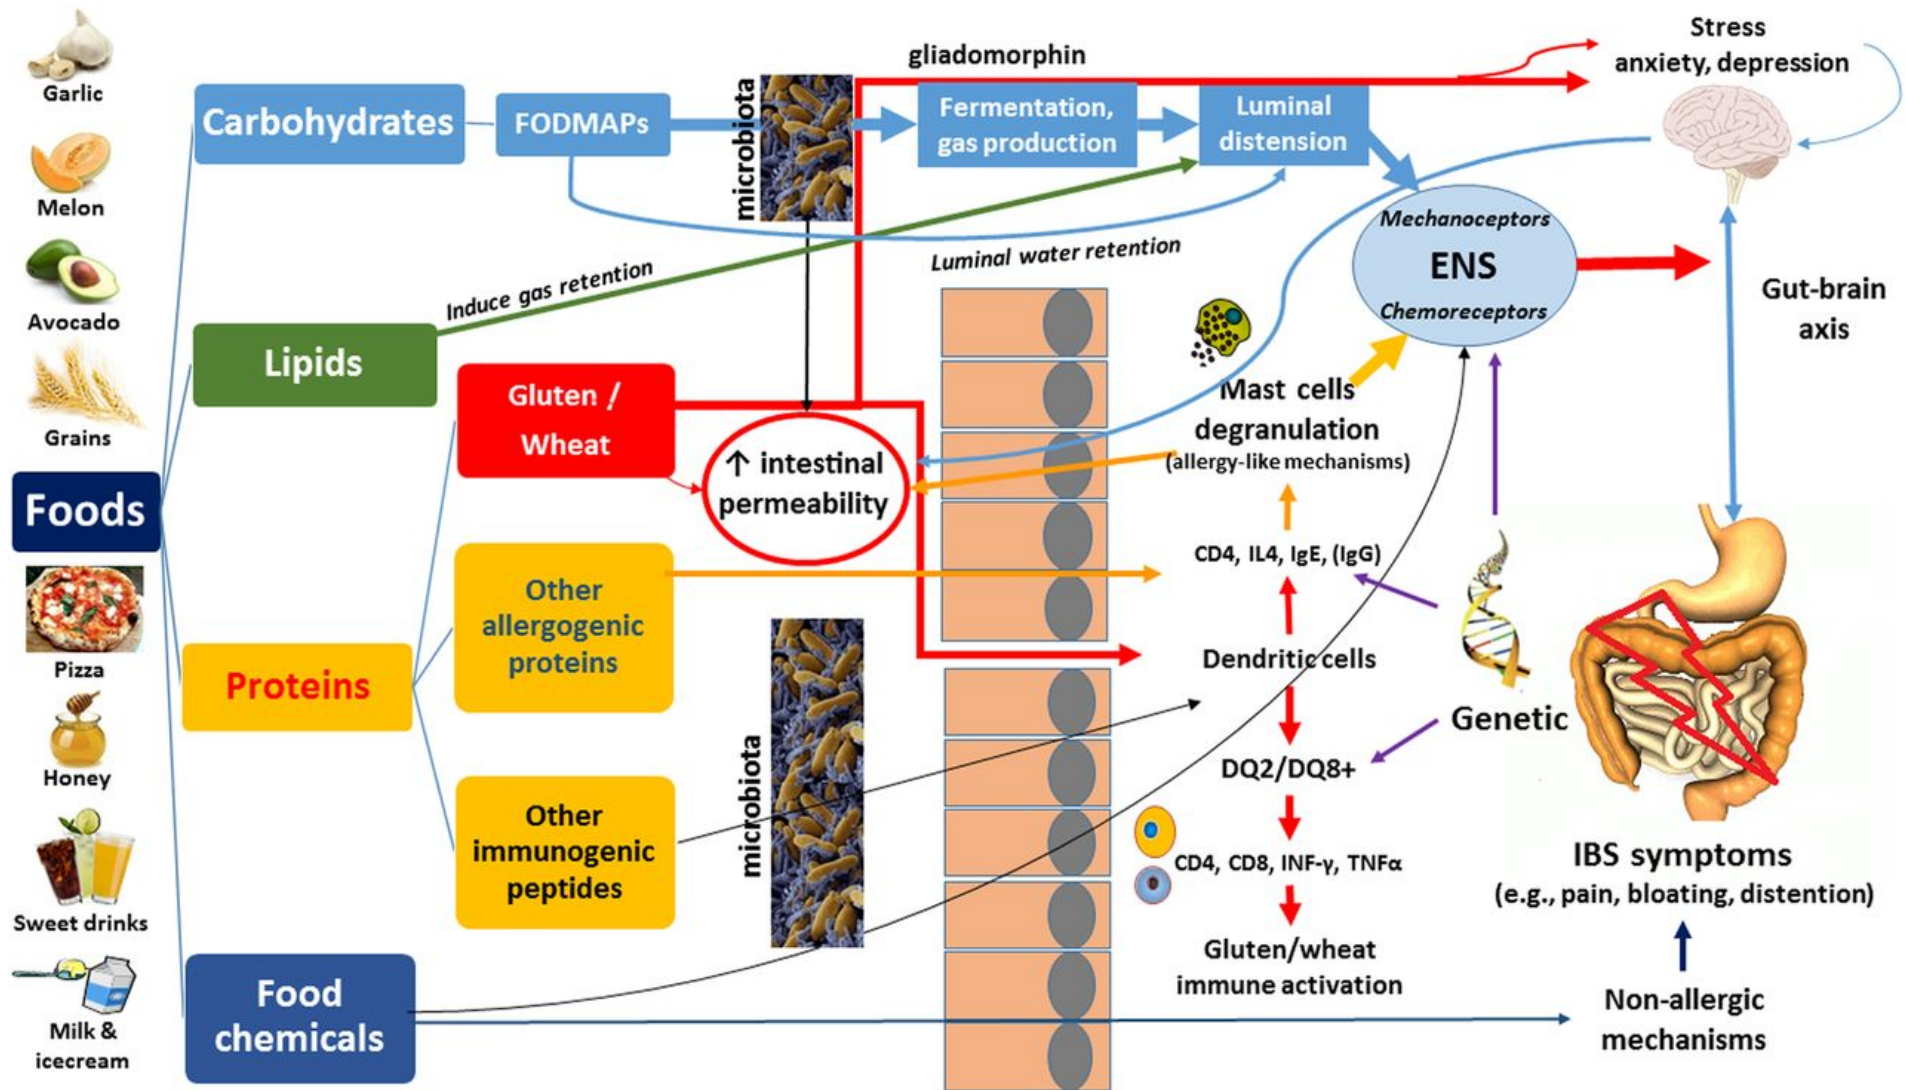 Garlic
Melon
Avocado
Grains
Foods
Pizza
Honey
Sweet drinks
Milk &
icecream
Carbohydrates
FODMAPs
microbiota
gliadomorphin
Fermentation,
gas production
Luminal
distension
Stress
anxiety, depression
Luminal water retention
Induce gas retention
Mechanoceptors
ENS
Chemoreceptors
Gut-brain
axis
Lipids
Gluten /
Wheat
↑ intestinal
permeability
Mast cells
degranulation
(allergy-like mechanisms)
CD4, IL4, IgE, (IgG)
Other
allergogenic
proteins
Proteins
Dendritic cells
Genetic
DQ2/DQ8+
microbiota
Other
immunogenic
peptides
CD4, CD8, INF-γ, TNFα
Gluten/wheat
immune activation
IBS symptoms
(e.g., pain, bloating, distention)
Food
chemicals
Non-allergic
mechanisms